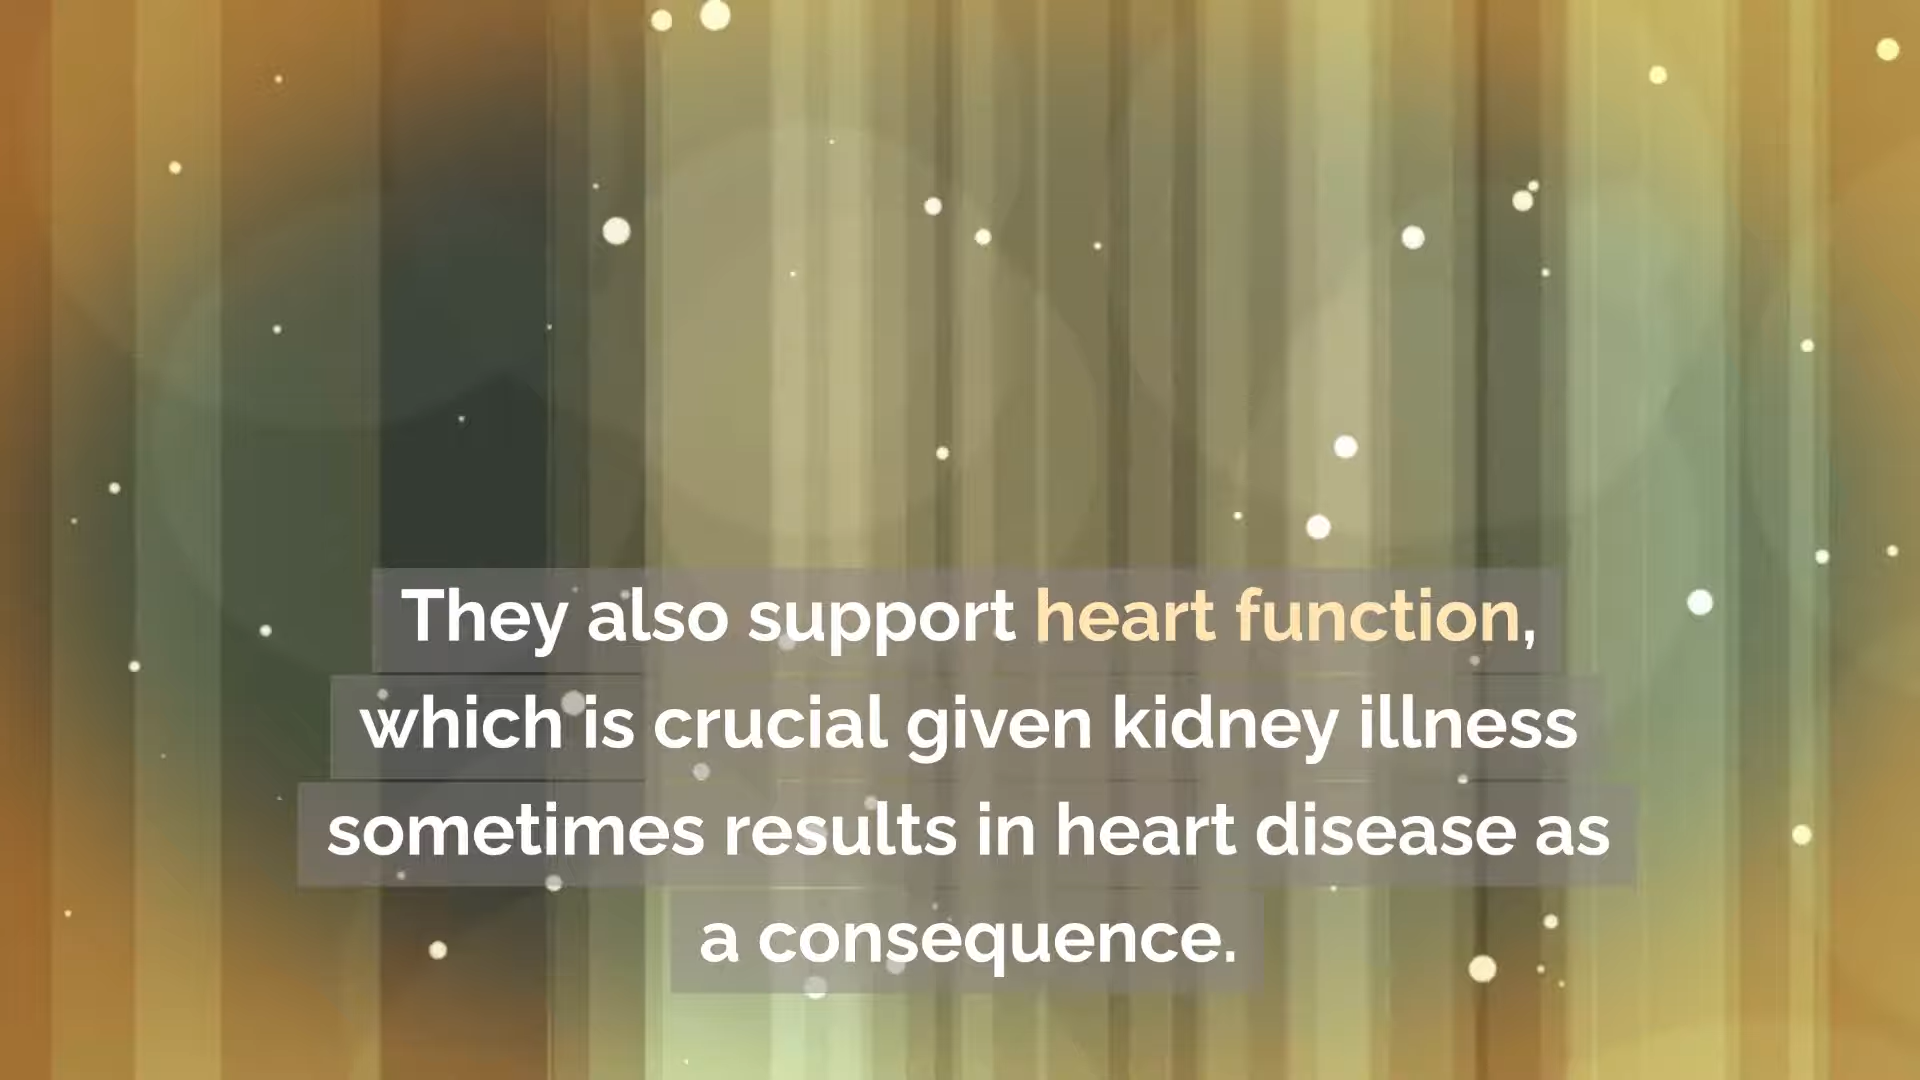 They also support heart function,
which is crucial given kidney illness
sometimes results in heart disease as
a consequence.